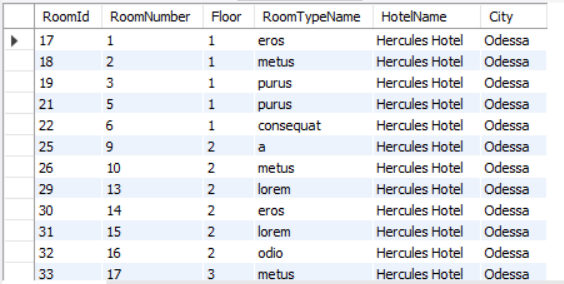 RoomId RoomNumber Floor RoomTypeName HotelName City
17 1 1 eros Hercules Hotel Odessa
18 2 1 metus Hercules Hotel Odessa
19 3 1 purus Hercules Hotel Odessa
21 5 1 purus Hercules Hotel Odessa
22 6 1 consequat Hercules Hotel Odessa
25 9 2 a Hercules Hotel Odessa
26 10 2 metus Hercules Hotel Odessa
29 13 2 lorem Hercules Hotel Odessa
30 14 2 eros Hercules Hotel Odessa
31 15 2 lorem Hercules Hotel Odessa
32 16 2 odio Hercules Hotel Odessa
33 17 3 metus Hercules Hotel Odessa